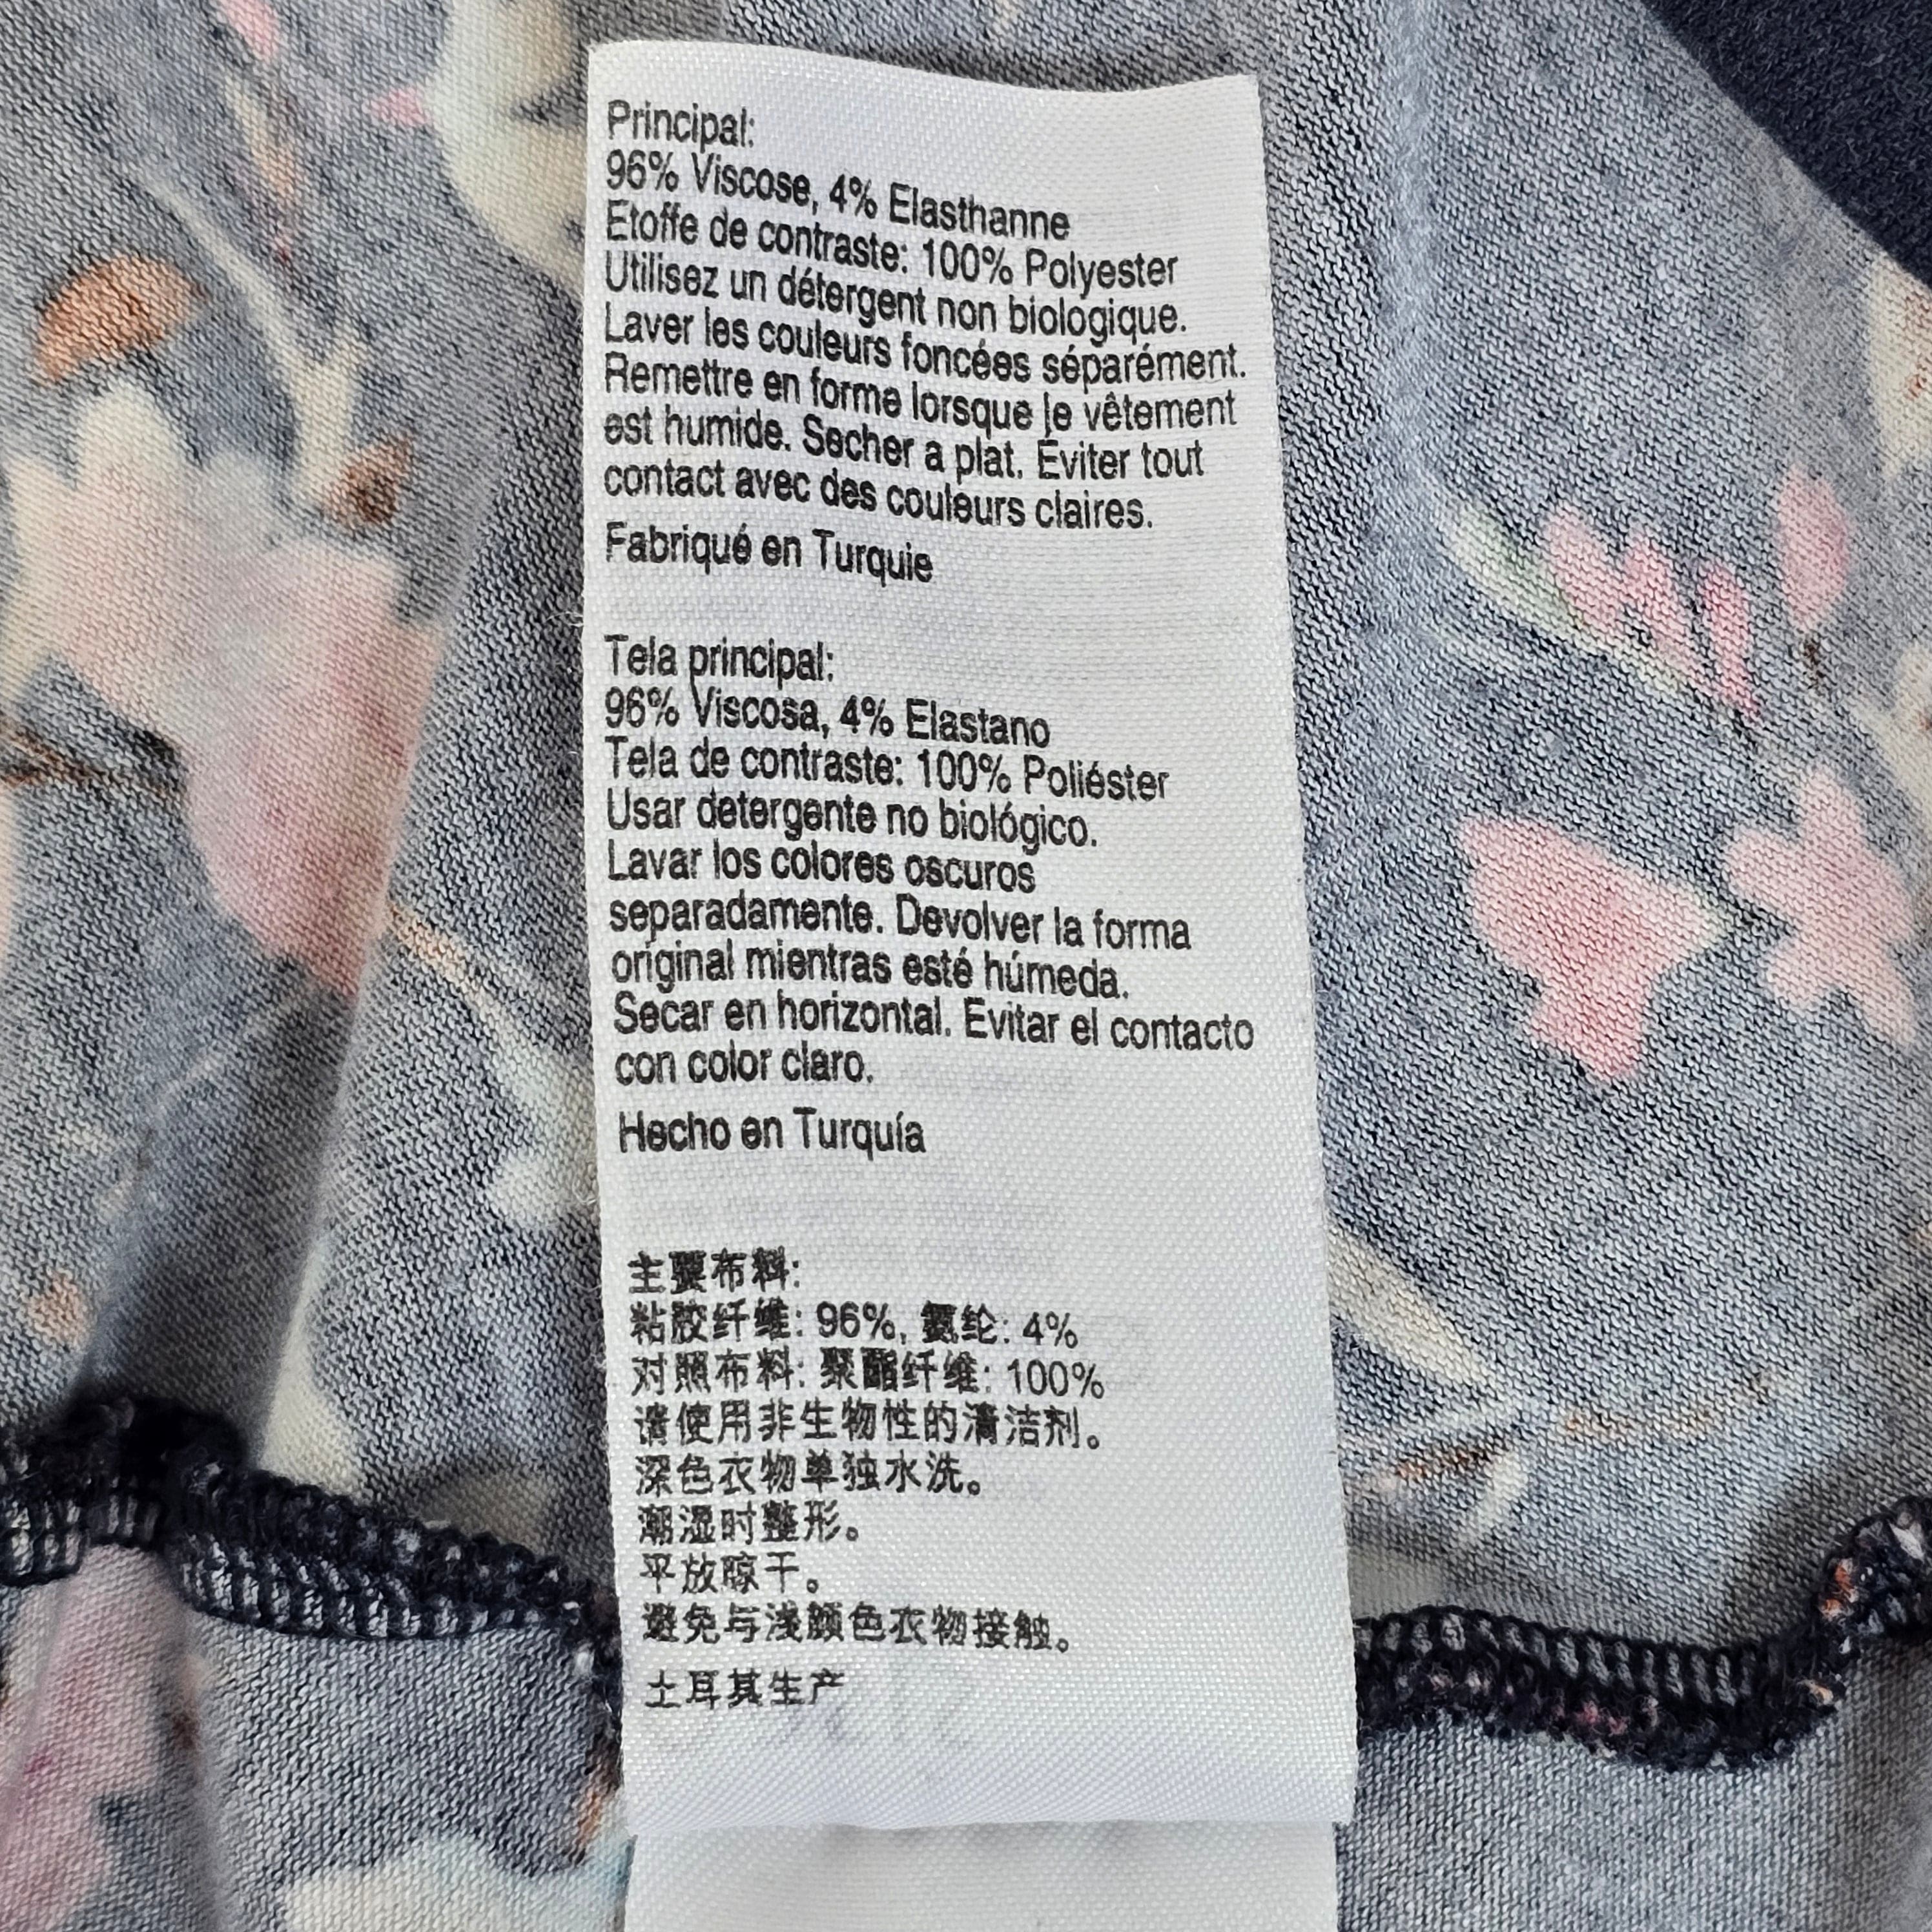 Principal:
96% Viscose, 4% Elasthanne
Etoffe de contraste: 100% Polyester
Utilisez un détergent non biologique.
Laver les couleurs foncées séparément.
Remettre en forme lorsque le vêtement
est humide. Secher a plat. Éviter tout
contact avec des couleurs claires.
Fabriqué en Turquie
Tela principal:
96% Viscosa, 4% Elastano
Tela de contraste: 100% Poliéster
Usar detergente no biológico.
Lavar los colores oscuros
separadamente. Devolver la forma
original mientras esté húmeda.
Secar en horizontal. Evitar el contacto
con color claro.
Hecho en Turquía
主要布料:
粘胶纤维: 96%, 氨纶: 4%
对照布料: 聚酯纤维: 100%
请使用非生物性的清洁剂。
深色衣物单独水洗。
潮湿时整形。
平放晾干。
避免与浅颜色衣物接触。
土耳其生产